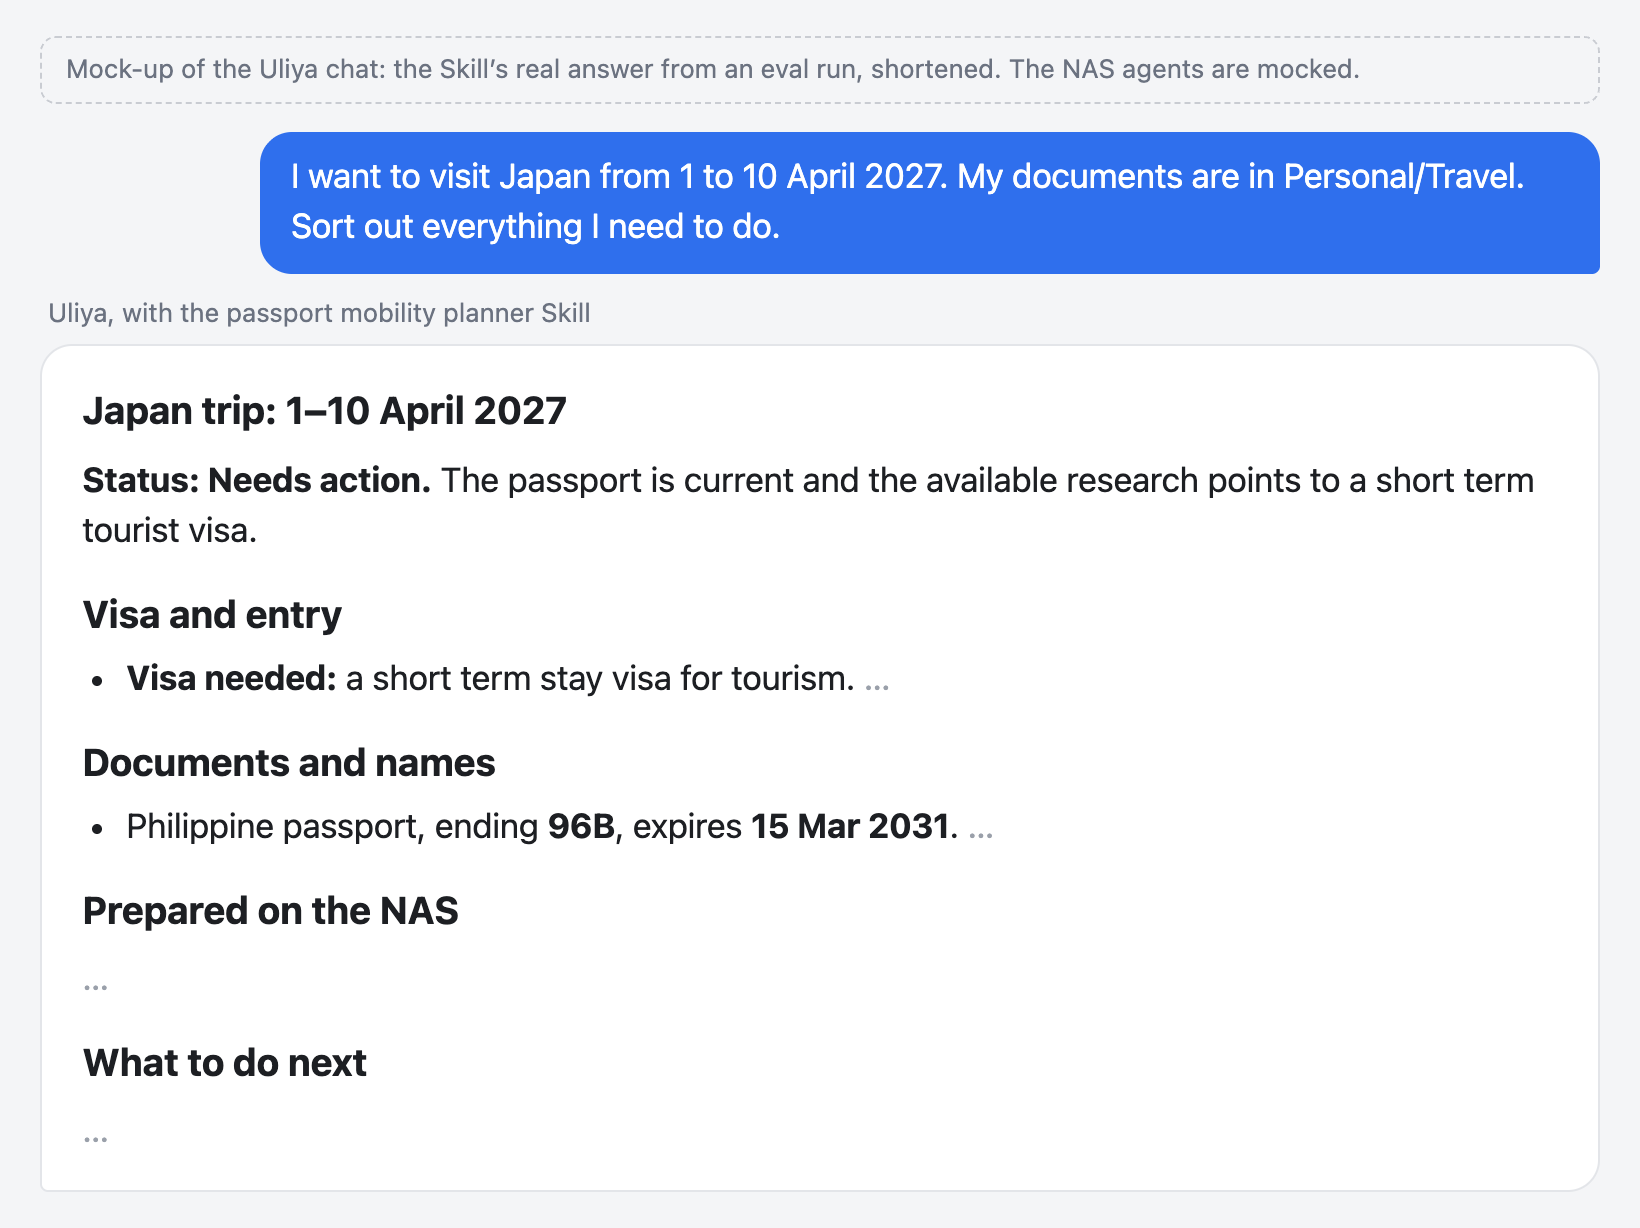 Mock-up of the Uliya chat: the Skill’s real answer from an eval run, shortened. The NAS agents are mocked.
I want to visit Japan from 1 to 10 April 2027. My documents are in Personal/Travel.
Sort out everything I need to do.
Uliya, with the passport mobility planner Skill
Japan trip: 1–10 April 2027
Status: Needs action. The passport is current and the available research points to a short term
tourist visa.
Visa and entry
• Visa needed: a short term stay visa for tourism. ...
Documents and names
• Philippine passport, ending 96B, expires 15 Mar 2031. ...
Prepared on the NAS
...
What to do next
...